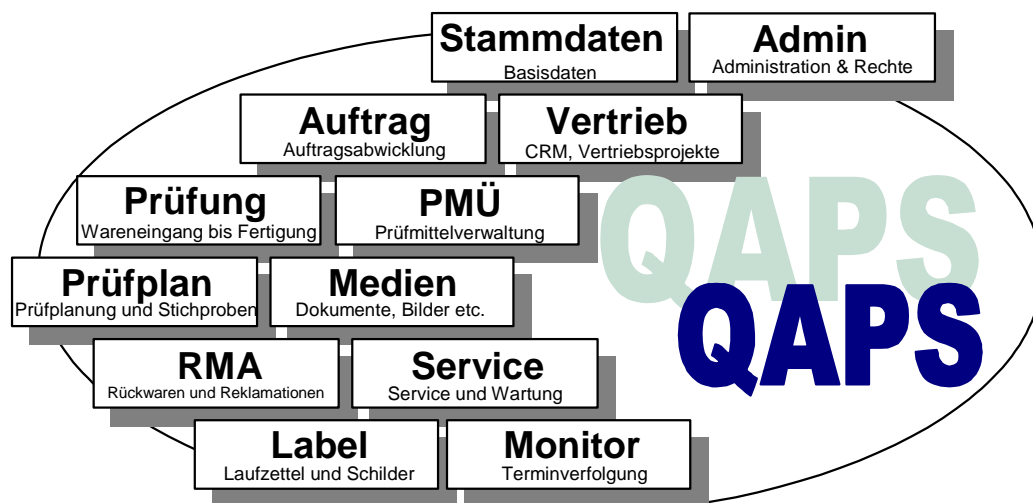 Stammdaten
Basisdaten
Admin
Administration & Rechte
Auftrag
Auftragsabwicklung
Vertrieb
CRM, Vertriebsprojekte
Prüfung
Wareneingang bis Fertigung
PMÜ
Prüfmittelverwaltung
QAPS
Prüfplan
Prüfplanung und Stichproben
Medien
Dokumente, Bilder etc.
QAPS
RMA
Rückwaren und Reklamationen
Service
Service und Wartung
Label
Laufzettel und Schilder
Monitor
Terminverfolgung